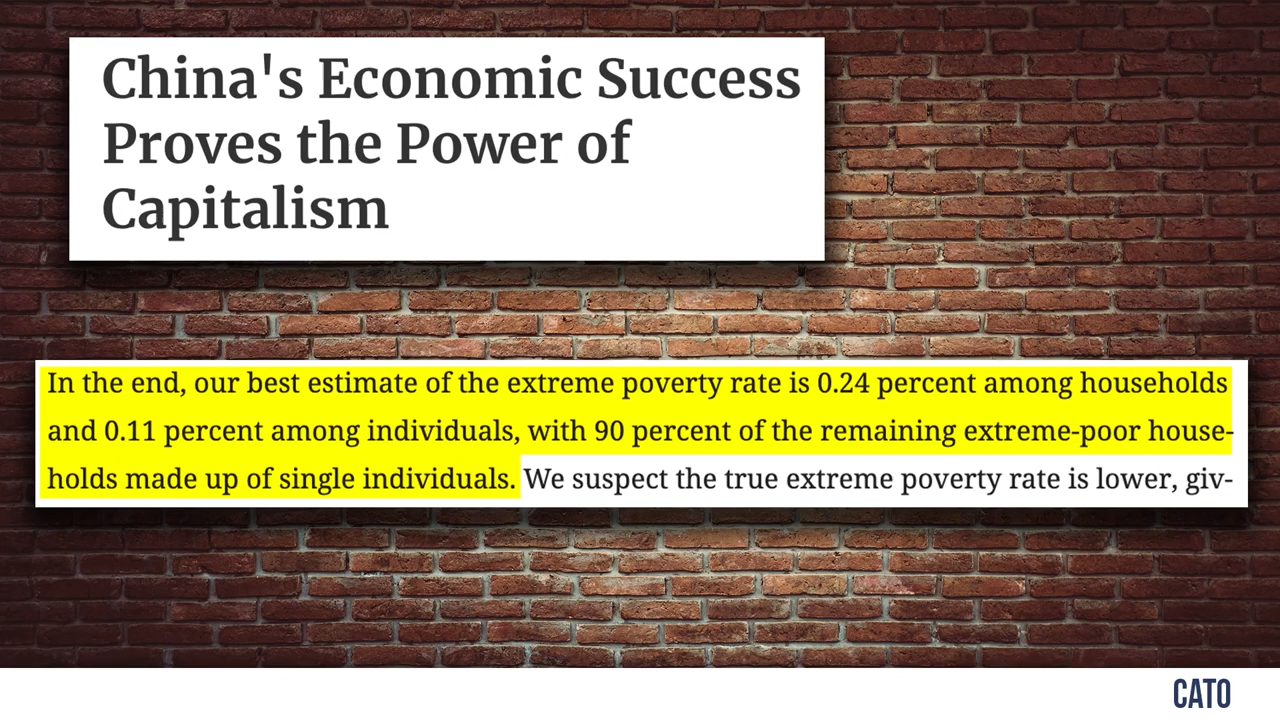 China's Economic Success
Proves the Power of
Capitalism
In the end, our best estimate of the extreme poverty rate is 0.24 percent among households
and 0.11 percent among individuals, with 90 percent of the remaining extreme-poor house-
holds made up of single individuals. We suspect the true extreme poverty rate is lower, giv-
CATO